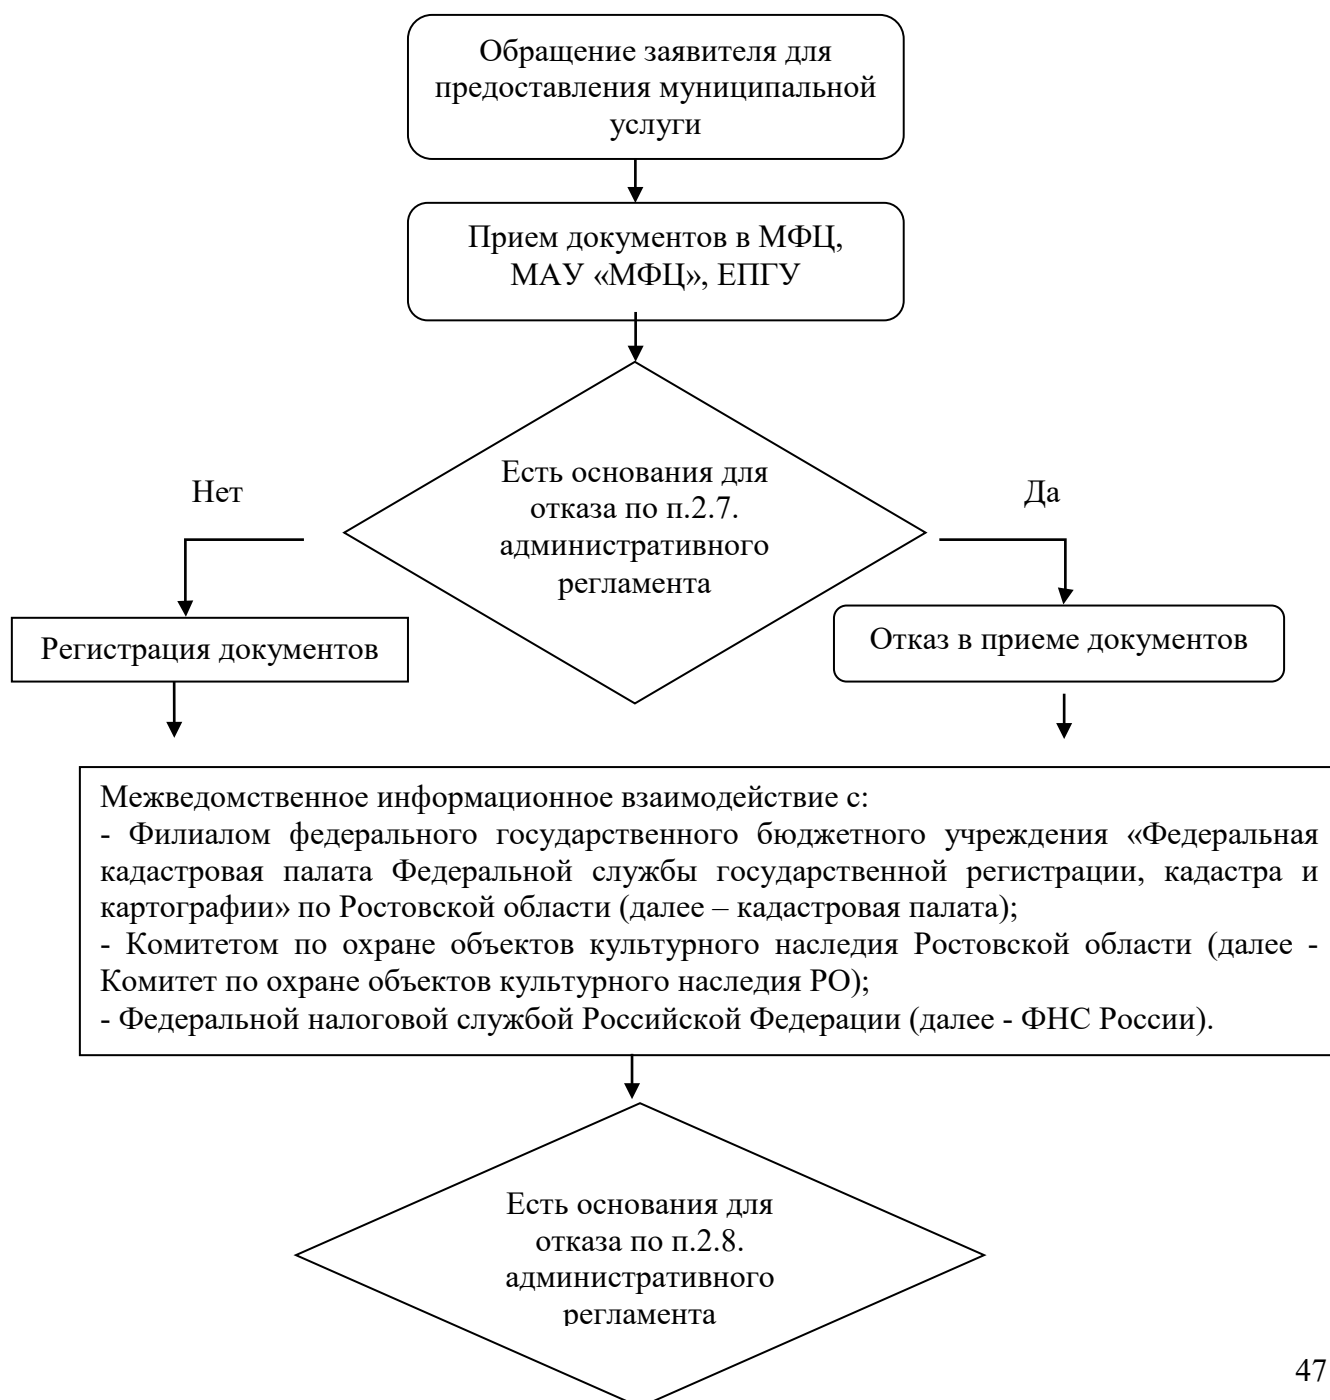 Обращение заявителя для
предоставления муниципальной
услуги
Прием документов в МФЦ,
МАУ «МФЦ», ЕПГУ
Есть основания для
отказа по п.2.7.
административного
регламента
Нет
Да
Регистрация документов
Отказ в приеме документов
Межведомственное информационное взаимодействие с:
- Филиалом федерального государственного бюджетного учреждения «Федеральная
кадастровая палата Федеральной службы государственной регистрации, кадастра и
картографии» по Ростовской области (далее – кадастровая палата);
- Комитетом по охране объектов культурного наследия Ростовской области (далее -
Комитет по охране объектов культурного наследия РО);
- Федеральной налоговой службой Российской Федерации (далее - ФНС России).
Есть основания для
отказа по п.2.8.
административного
регламента
47